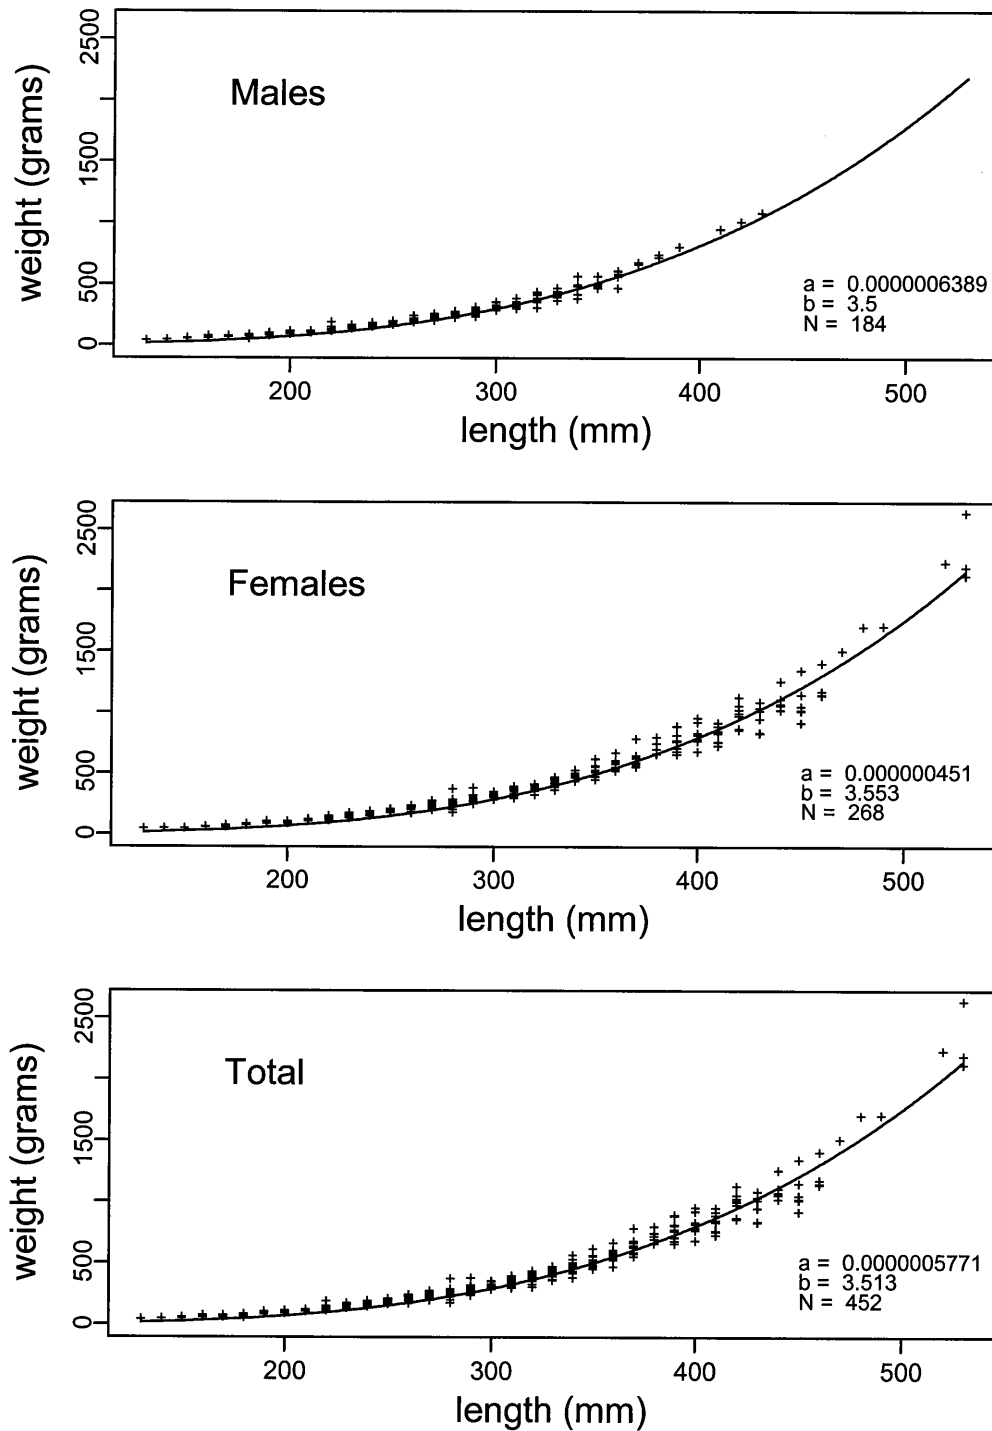 weight (grams)
2500
1500
500
0
Males
a = 0.0000006389
b = 3.5
N = 184
200 300 400 500
length (mm)
weight (grams)
2500
1500
500
0
Females
a = 0.000000451
b = 3.553
N = 268
200 300 400 500
length (mm)
weight (grams)
2500
1500
500
0
Total
a = 0.0000005771
b = 3.513
N = 452
200 300 400 500
length (mm)